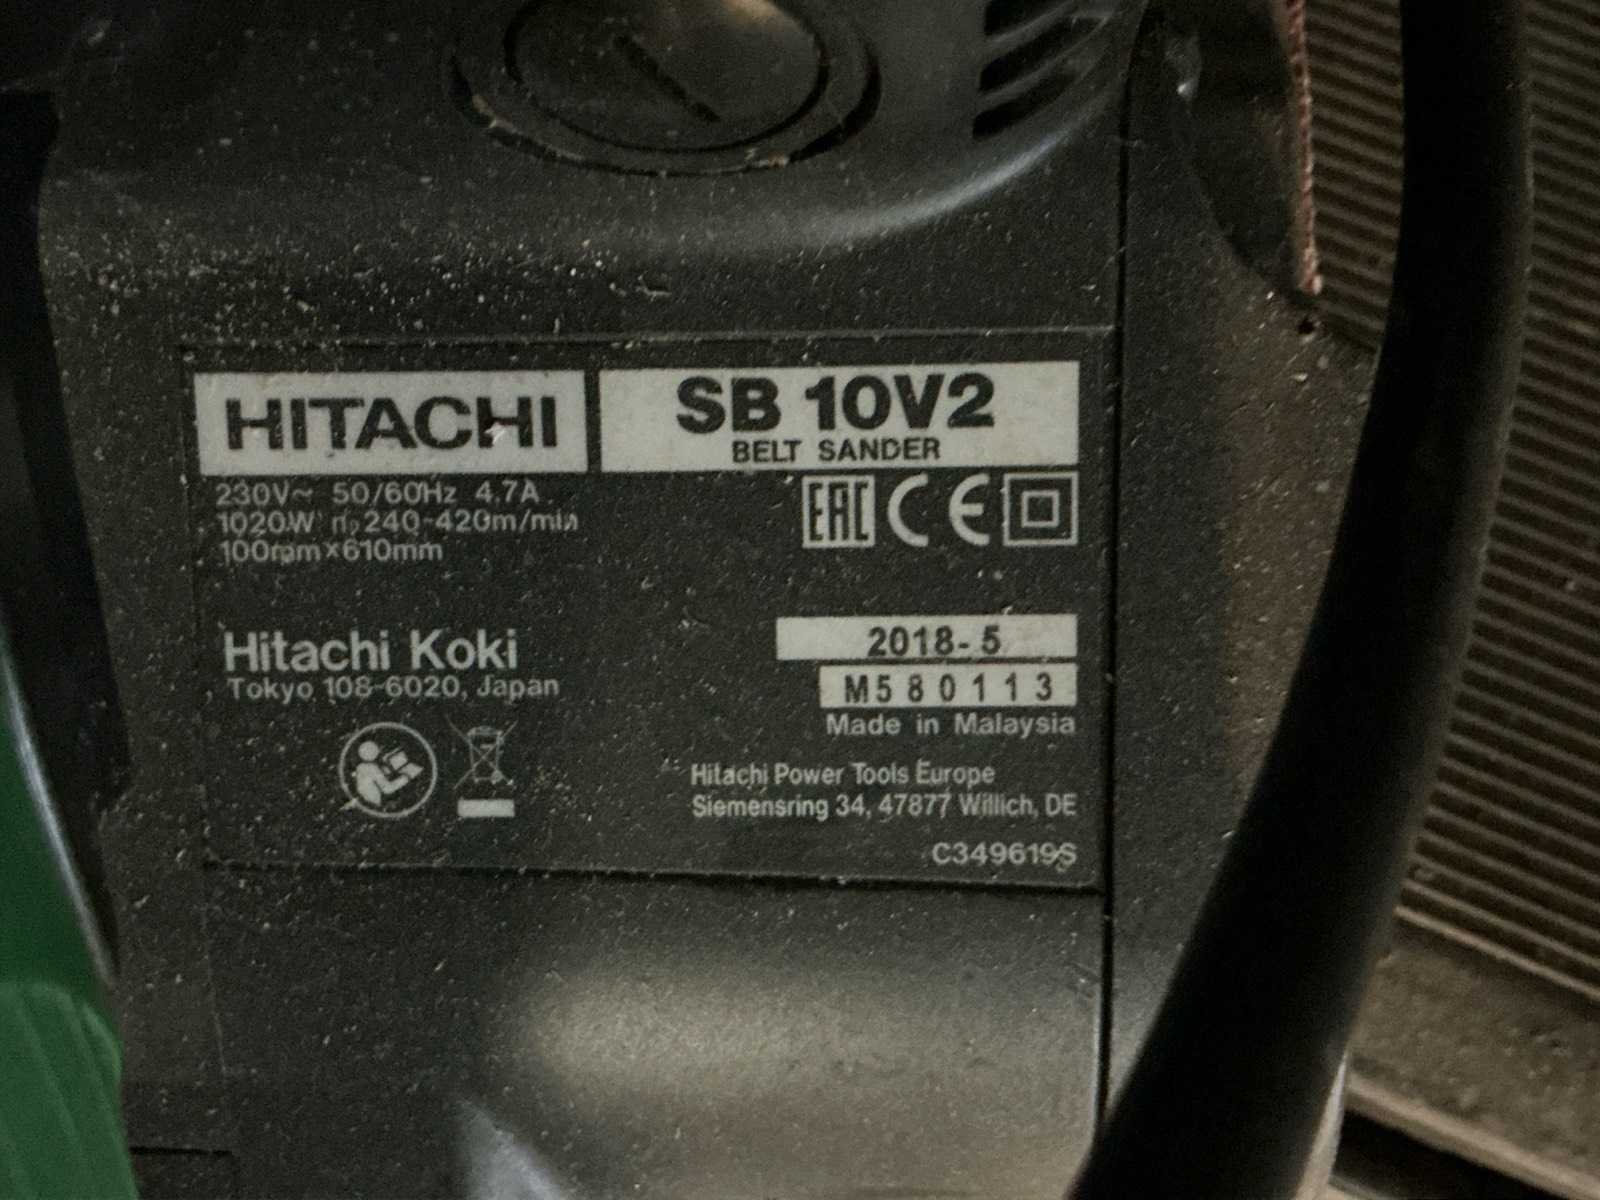 HITACHI
SB 10V2
BELT SANDER
230V~ 50/60Hz 4.7A
1020W n₀ 240-420m/min
100mm×610mm
EAC CE
Hitachi Koki
Tokyo 108-6020, Japan
2018- 5
M580113
Made in Malaysia
Hitachi Power Tools Europe
Siemensring 34, 47877 Willich, DE
C349619S